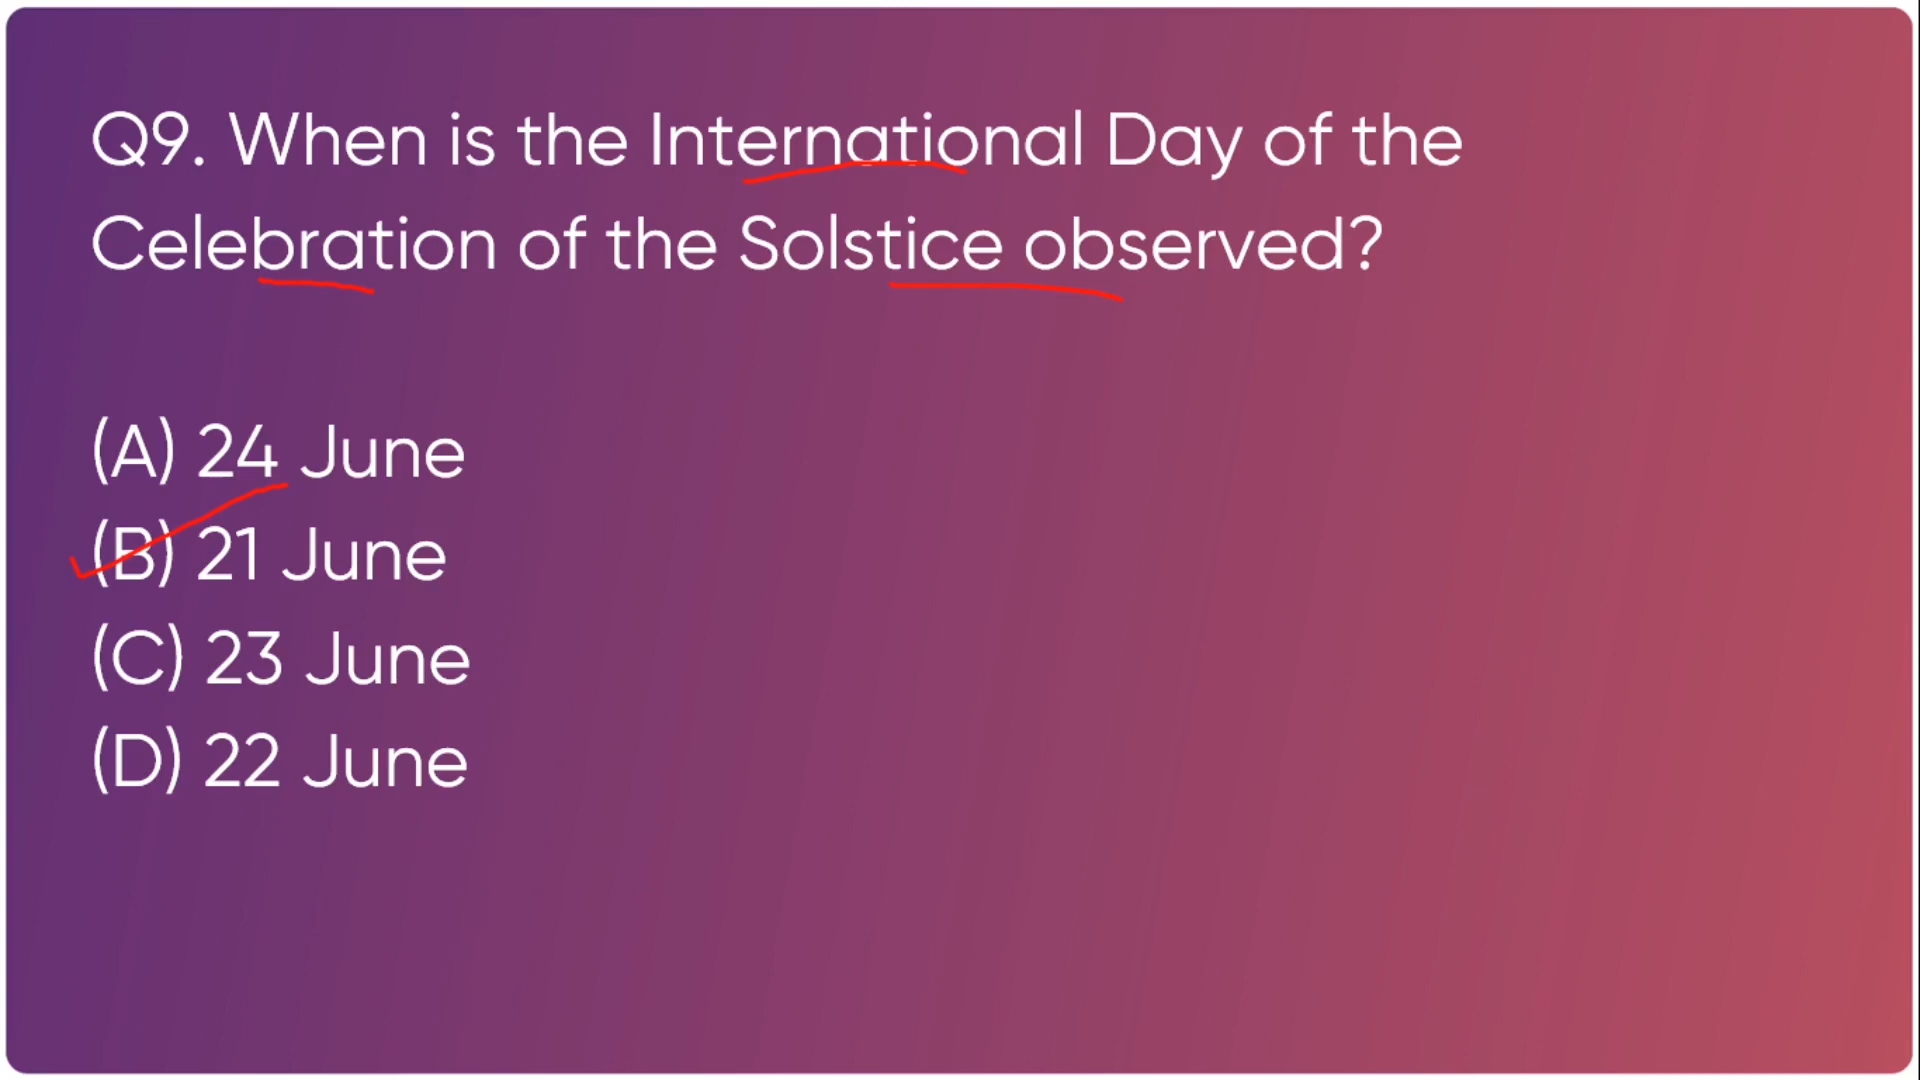 Q9. When is the International Day of the
Celebration of the Solstice observed?
(A) 24 June
(B) 21 June
(C) 23 June
(D) 22 June